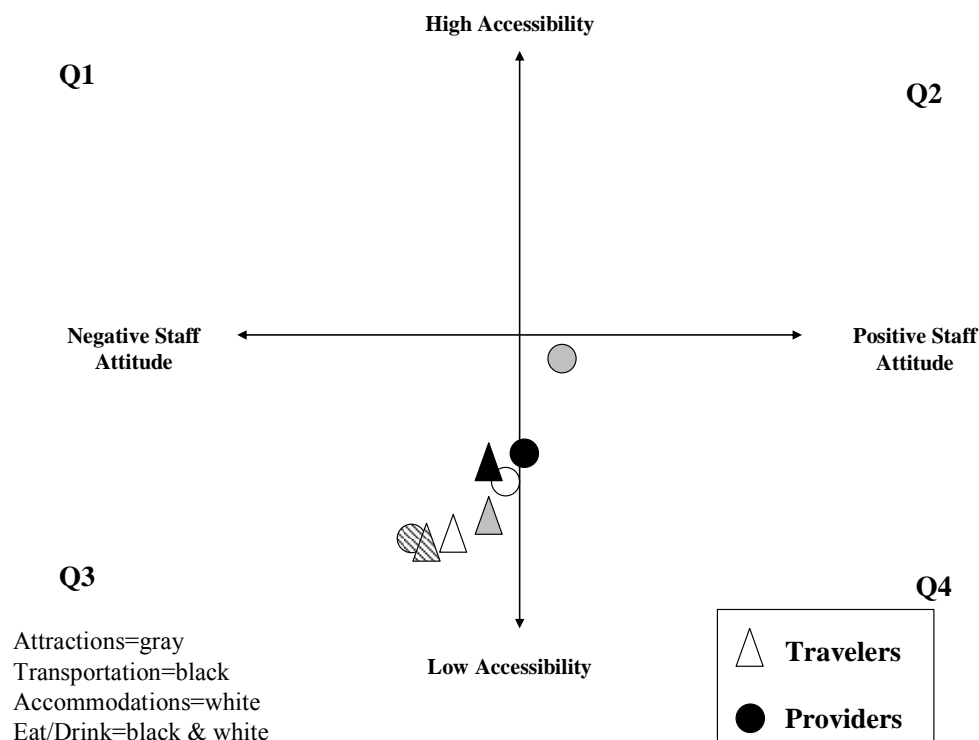 High Accessibility
Q1
Q2
Negative Staff
Attitude
Positive Staff
Attitude
Q3
Q4
Attractions=gray
Transportation=black
Accommodations=white
Eat/Drink=black & white
Low Accessibility
Travelers
Providers